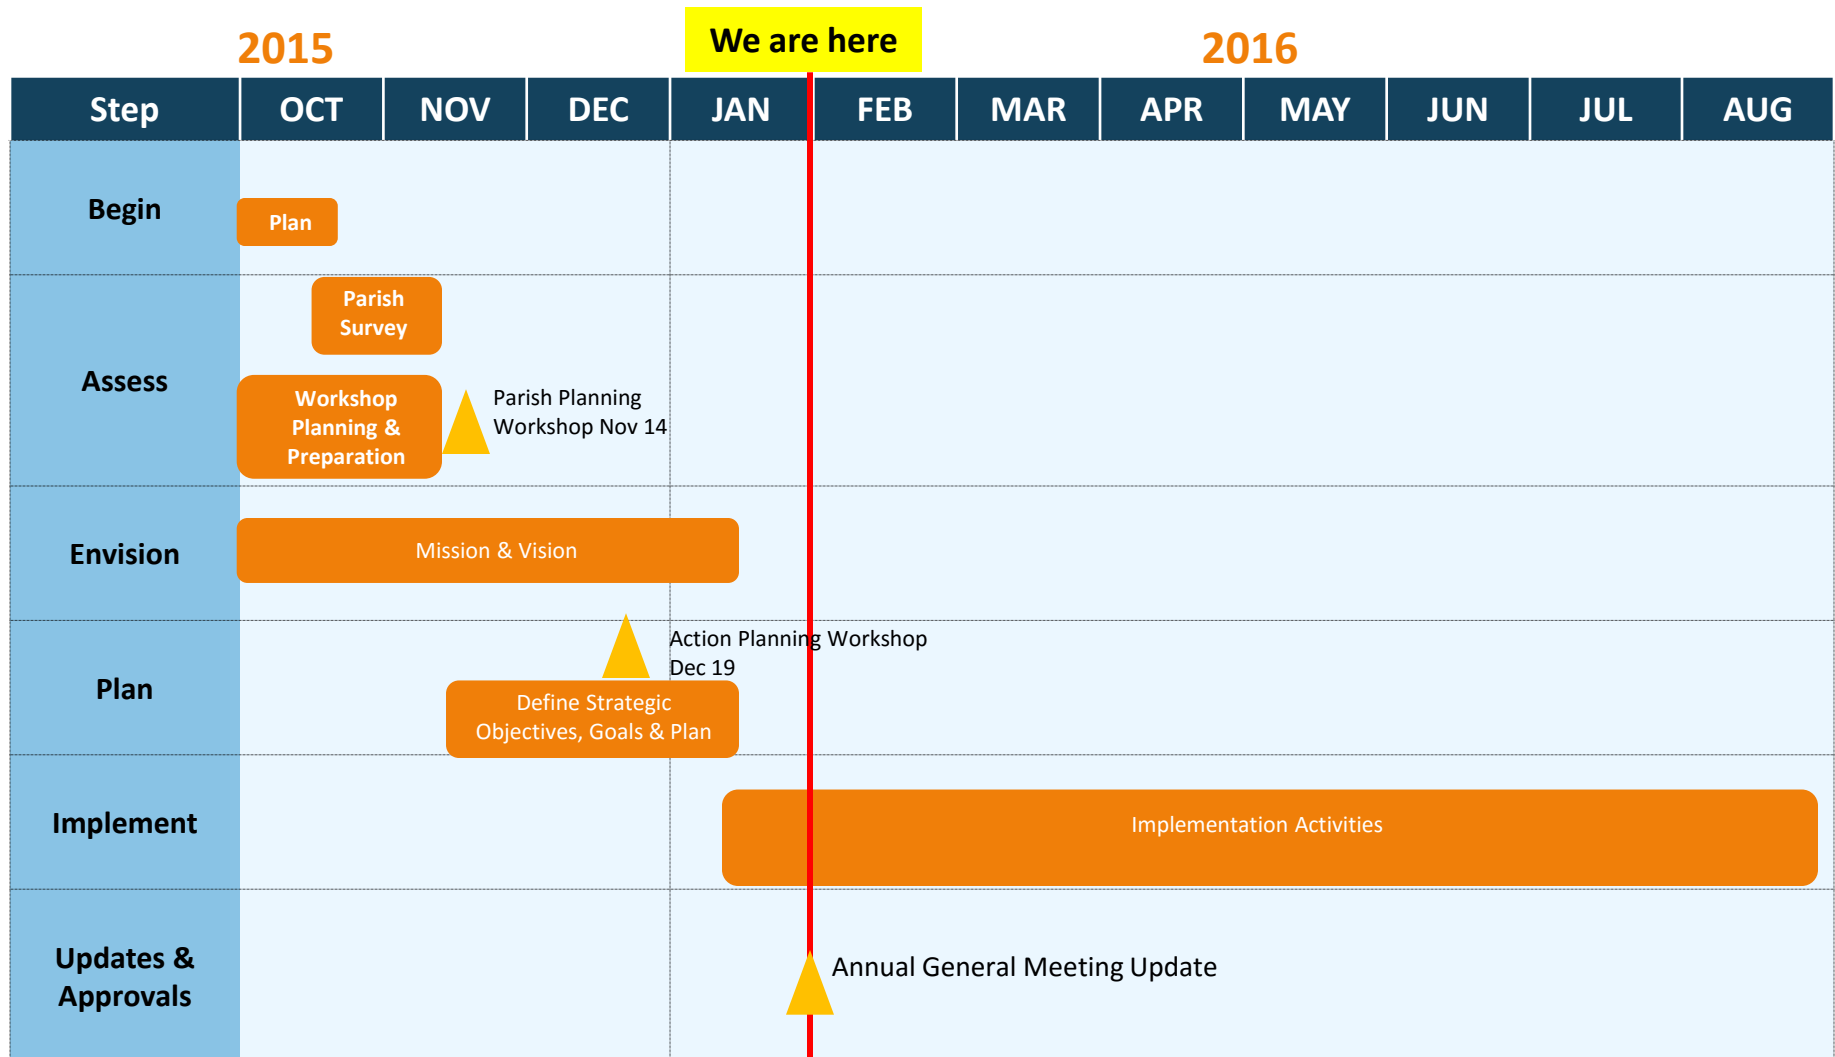 We are here
2015
2016
Step OCT NOV DEC JAN FEB MAR APR MAY JUN JUL AUG
Begin
Plan
Assess
Parish
Survey
Workshop
Planning &
Preparation
Parish Planning
Workshop Nov 14
Envision
Mission & Vision
Plan
Action Planning Workshop
Dec 19
Define Strategic
Objectives, Goals & Plan
Implement
Implementation Activities
Updates &
Approvals
Annual General Meeting Update